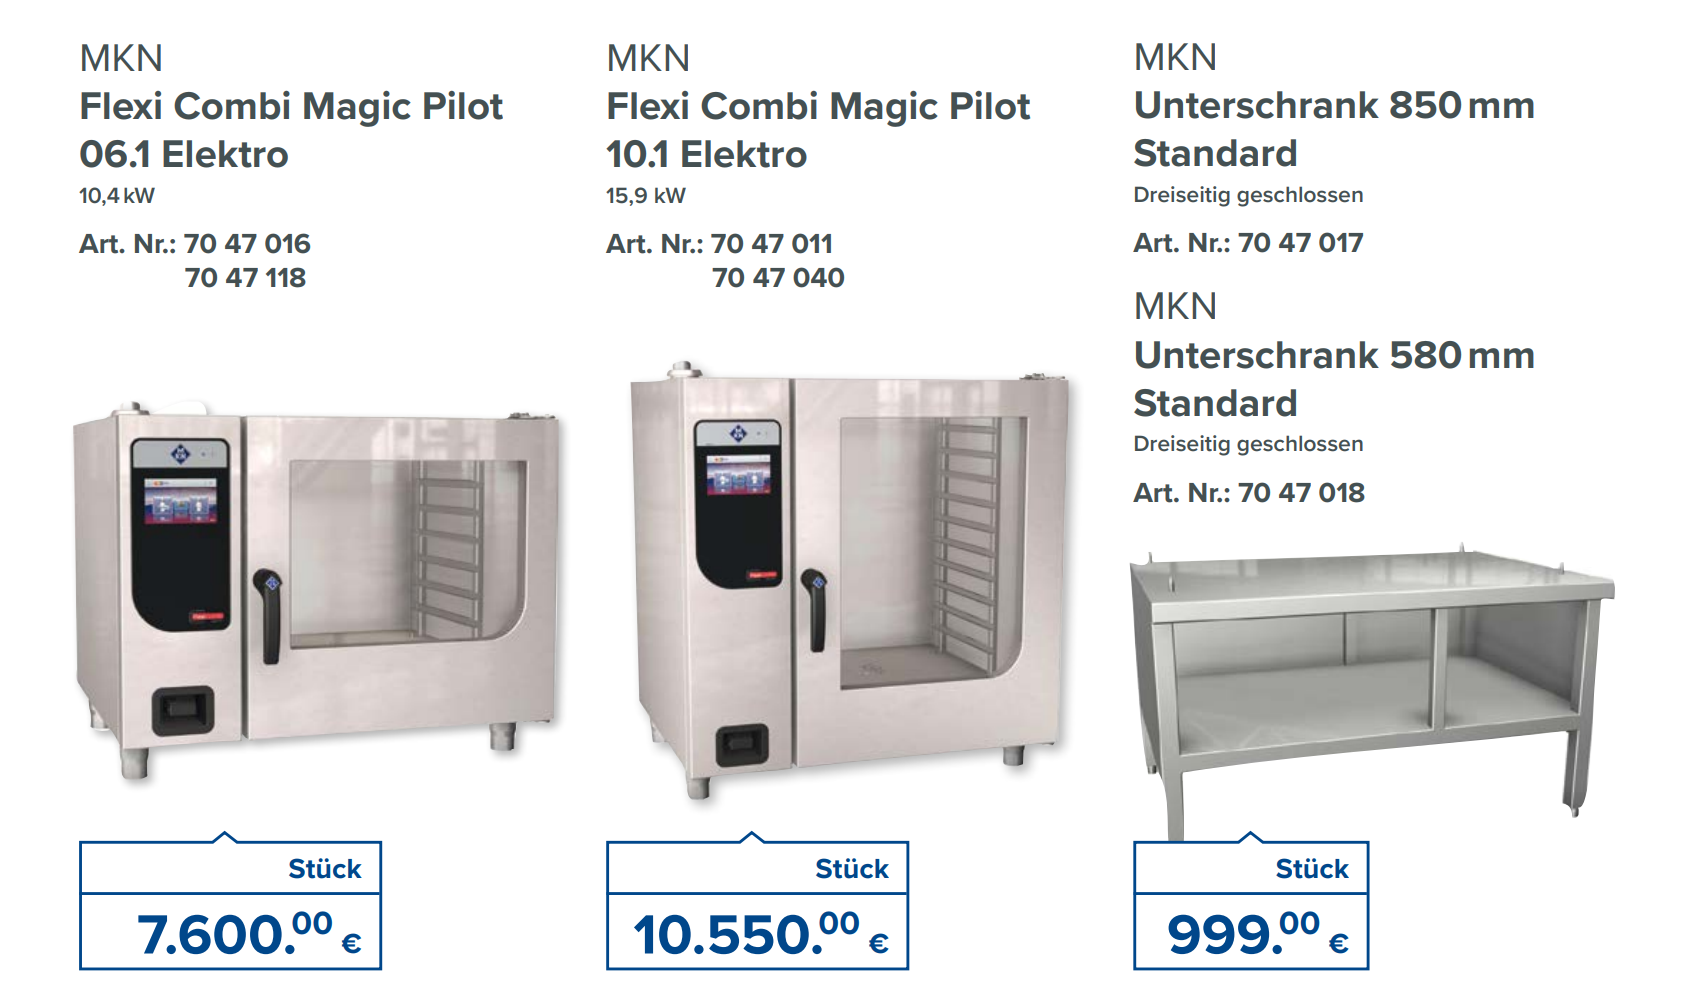 MKN
Flexi Combi Magic Pilot
06.1 Elektro
10,4 kW
Art. Nr.: 70 47 016
70 47 118
Stück
7.600.00 €
MKN
Flexi Combi Magic Pilot
10.1 Elektro
15,9 kW
Art. Nr.: 70 47 011
70 47 040
Stück
10.550.00 €
MKN
Unterschrank 850 mm
Standard
Dreiseitig geschlossen
Art. Nr.: 70 47 017
MKN
Unterschrank 580 mm
Standard
Dreiseitig geschlossen
Art. Nr.: 70 47 018
Stück
999.00 €